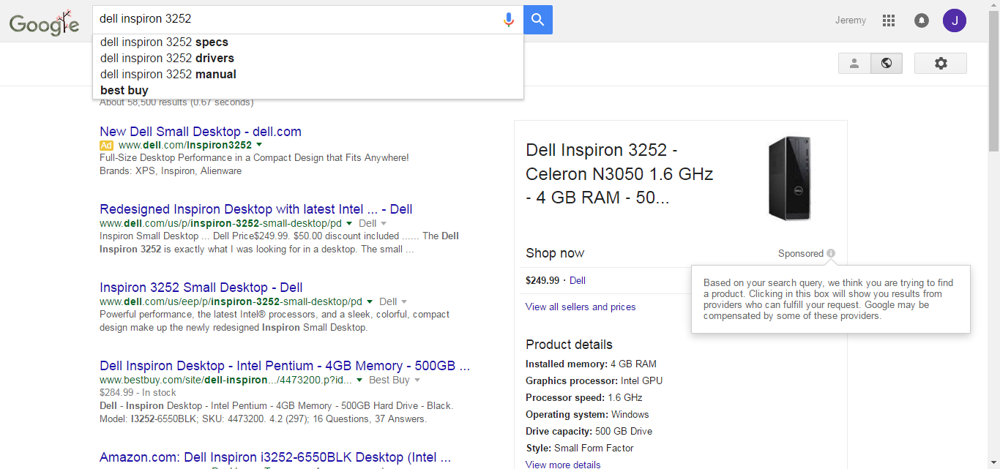 Google
dell inspiron 3252
Jeremy
J
dell inspiron 3252 specs
dell inspiron 3252 drivers
dell inspiron 3252 manual
best buy
About 58,500 results (0.67 seconds)
New Dell Small Desktop - dell.com
Ad www.dell.com/Inspiron3252
Full-Size Desktop Performance in a Compact Design that Fits Anywhere!
Brands: XPS, Inspiron, Alienware
Redesigned Inspiron Desktop with latest Intel ... - Dell
www.dell.com/us/p/inspiron-3252-small-desktop/pd Dell
Inspiron Small Desktop ... Dell Price$249.99. $50.00 discount included ...... The Dell
Inspiron 3252 is exactly what I was looking for in a desktop. The small ...
Inspiron 3252 Small Desktop - Dell
www.dell.com/us/eep/p/inspiron-3252-small-desktop/pd Dell
Powerful performance, the latest Intel® processors, and a sleek, colorful, compact
design make up the newly redesigned Inspiron Small Desktop.
Dell Inspiron Desktop - Intel Pentium - 4GB Memory - 500GB ...
www.bestbuy.com/site/dell-inspiron.../4473200.p?id... Best Buy
$284.99 - In stock
Dell - Inspiron Desktop - Intel Pentium - 4GB Memory - 500GB Hard Drive - Black.
Model: I3252-6550BLK; SKU: 4473200. 4.2 (297); 16 Questions, 37 Answers.
Amazon.com: Dell Inspiron i3252-6550BLK Desktop (Intel ...
Dell Inspiron 3252 -
Celeron N3050 1.6 GHz
- 4 GB RAM - 50...
DELL
Shop now
Sponsored
$249.99 · Dell
View all sellers and prices
Based on your search query, we think you are trying to find
a product. Clicking in this box will show you results from
providers who can fulfill your request. Google may be
compensated by some of these providers.
Product details
Installed memory: 4 GB RAM
Graphics processor: Intel GPU
Processor speed: 1.6 GHz
Operating system: Windows
Drive capacity: 500 GB Drive
Style: Small Form Factor
View more details